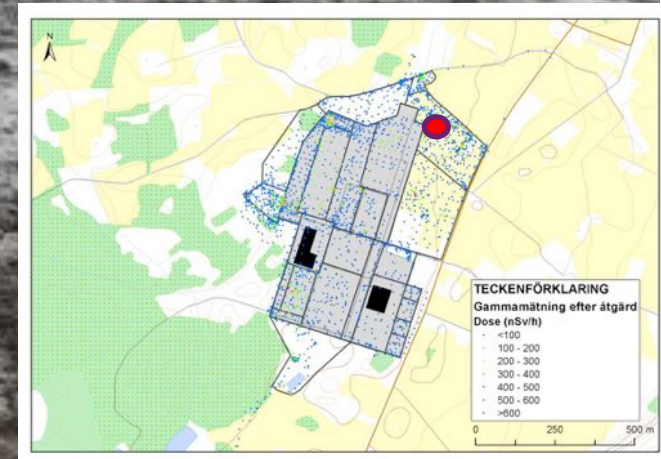 N
TECKENFÖRKLARING
Gammamätning efter åtgärd
Dose (nSv/h)
<100
100 - 200
200 - 300
300 - 400
400 - 500
500 - 600
>600
0 250 500 m